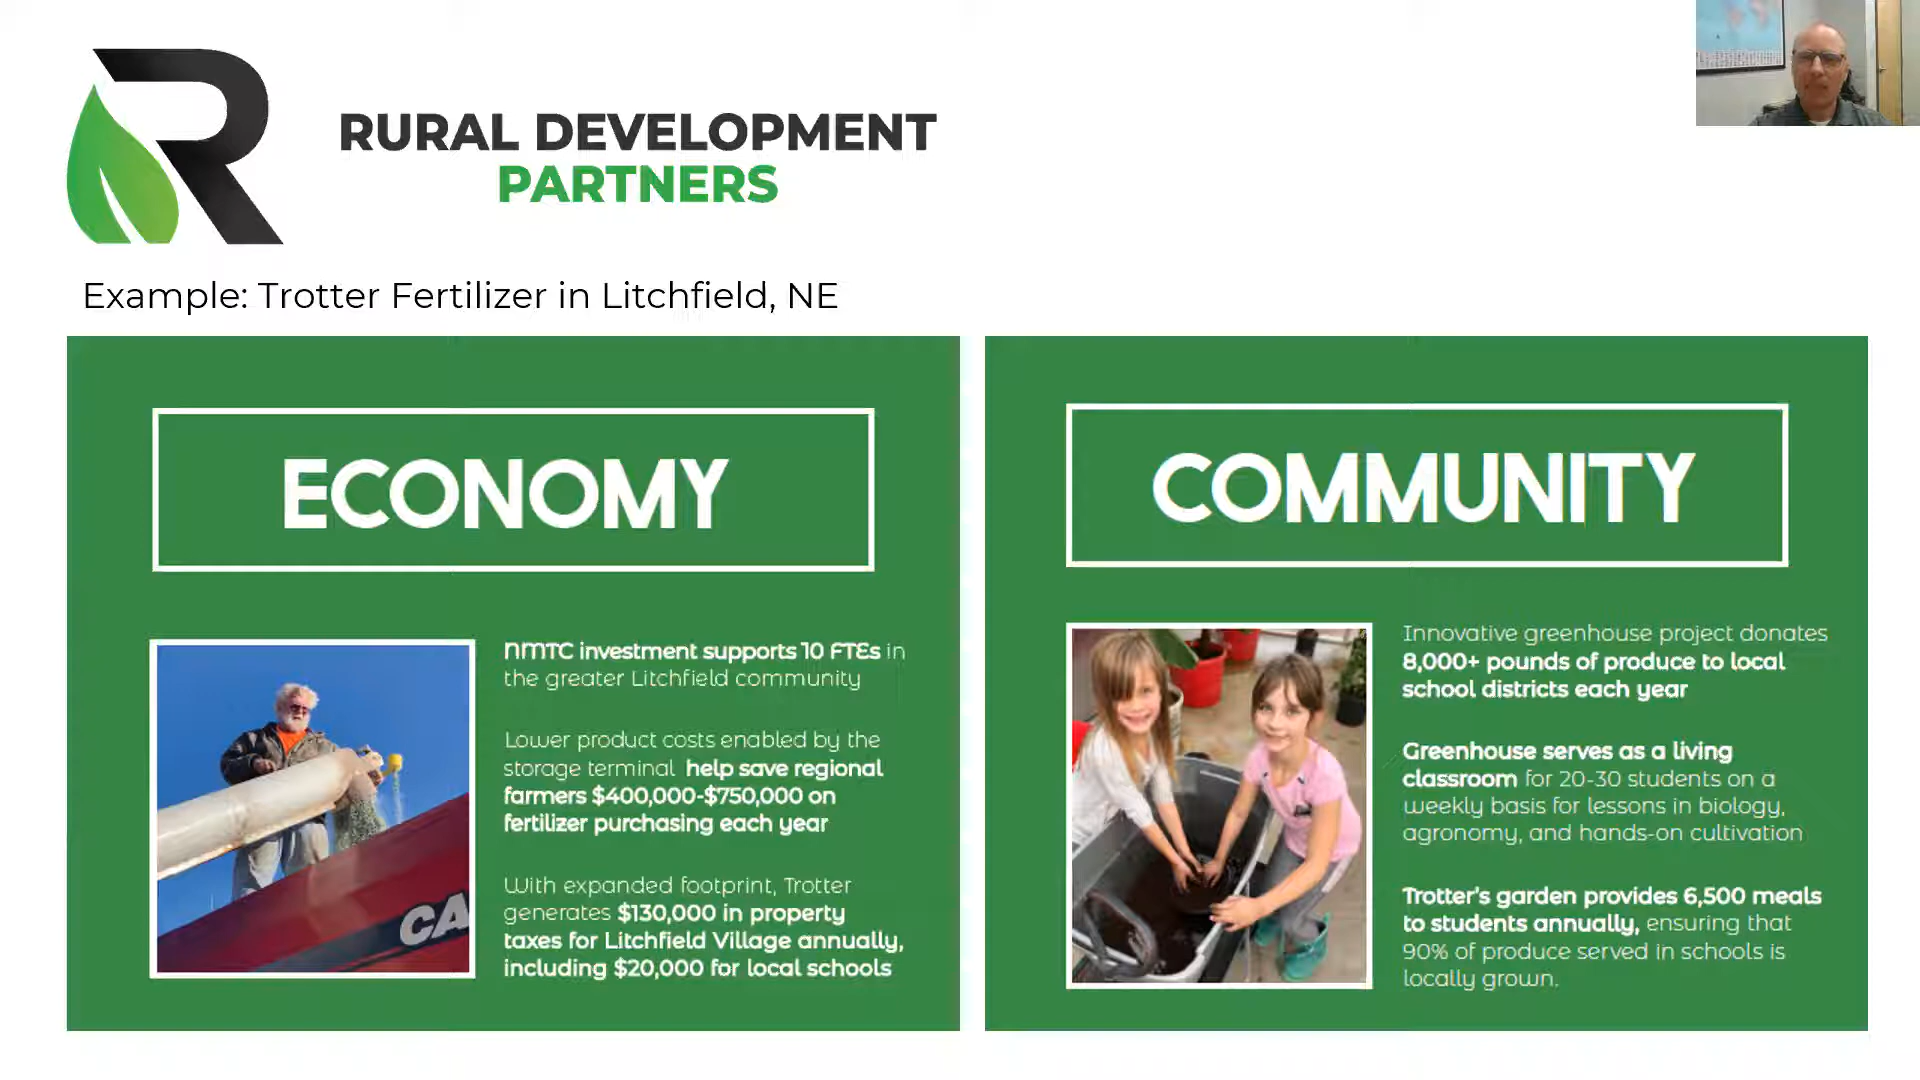 RURAL DEVELOPMENT
PARTNERS
Example: Trotter Fertilizer in Litchfield, NE
ECONOMY
NMTC investment supports 10 FTEs in
the greater Litchfield community
Lower product costs enabled by the
storage terminal help save regional
farmers $400,000-$750,000 on
fertilizer purchasing each year
With expanded footprint, Trotter
generates $130,000 in property
taxes for Litchfield Village annually,
including $20,000 for local schools
CA
COMMUNITY
Innovative greenhouse project donates
8,000+ pounds of produce to local
school districts each year
Greenhouse serves as a living
classroom for 20-30 students on a
weekly basis for lessons in biology,
agronomy, and hands-on cultivation
Trotter's garden provides 6,500 meals
to students annually, ensuring that
90% of produce served in schools is
locally grown.